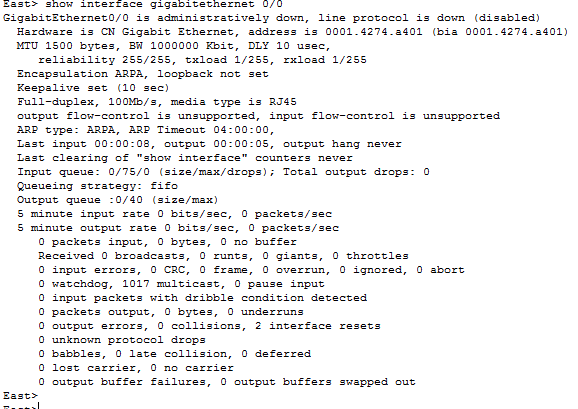 East> show interface gigabitethernet 0/0
GigabitEthernet0/0 is administratively down, line protocol is down (disabled)
Hardware is CN Gigabit Ethernet, address is 0001.4274.a401 (bia 0001.4274.a401)
MTU 1500 bytes, BW 1000000 Kbit, DLY 10 usec,
reliability 255/255, txload 1/255, rxload 1/255
Encapsulation ARPA, loopback not set
Keepalive set (10 sec)
Full-duplex, 100Mb/s, media type is RJ45
output flow-control is unsupported, input flow-control is unsupported
ARP type: ARPA, ARP Timeout 04:00:00,
Last input 00:00:08, output 00:00:05, output hang never
Last clearing of "show interface" counters never
Input queue: 0/75/0 (size/max/drops); Total output drops: 0
Queueing strategy: fifo
Output queue :0/40 (size/max)
5 minute input rate 0 bits/sec, 0 packets/sec
5 minute output rate 0 bits/sec, 0 packets/sec
0 packets input, 0 bytes, 0 no buffer
Received 0 broadcasts, 0 runts, 0 giants, 0 throttles
0 input errors, 0 CRC, 0 frame, 0 overrun, 0 ignored, 0 abort
0 watchdog, 1017 multicast, 0 pause input
0 input packets with dribble condition detected
0 packets output, 0 bytes, 0 underruns
0 output errors, 0 collisions, 2 interface resets
0 unknown protocol drops
0 babbles, 0 late collision, 0 deferred
0 lost carrier, 0 no carrier
0 output buffer failures, 0 output buffers swapped out
East>
East>